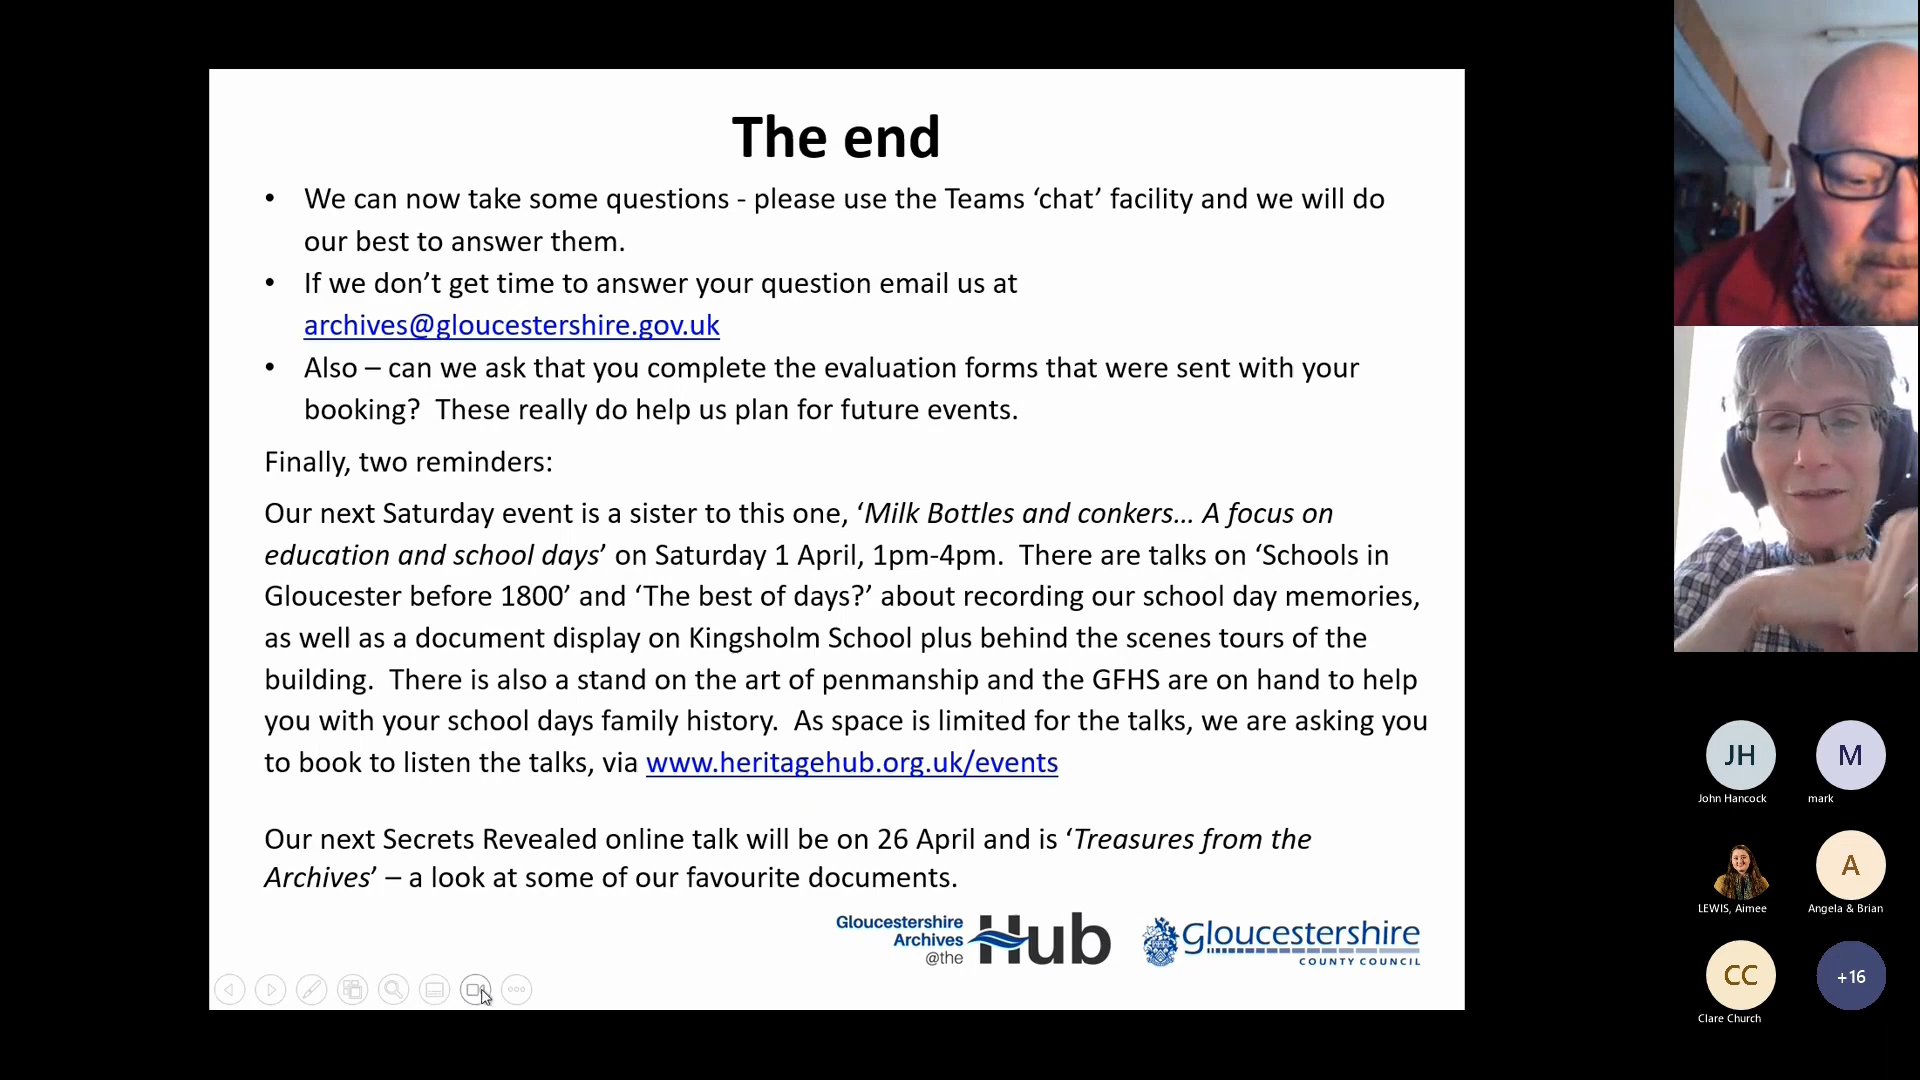 The end
• We can now take some questions - please use the Teams ‘chat’ facility and we will do
our best to answer them.
• If we don’t get time to answer your question email us at
archives@gloucestershire.gov.uk
• Also – can we ask that you complete the evaluation forms that were sent with your
booking?  These really do help us plan for future events.
Finally, two reminders:
Our next Saturday event is a sister to this one, ‘Milk Bottles and conkers… A focus on
education and school days’ on Saturday 1 April, 1pm-4pm.  There are talks on ‘Schools in
Gloucester before 1800’ and ‘The best of days?’ about recording our school day memories,
as well as a document display on Kingsholm School plus behind the scenes tours of the
building.  There is also a stand on the art of penmanship and the GFHS are on hand to help
you with your school days family history.  As space is limited for the talks, we are asking you
to book to listen the talks, via www.heritagehub.org.uk/events
Our next Secrets Revealed online talk will be on 26 April and is ‘Treasures from the
Archives’ – a look at some of our favourite documents.
Gloucestershire
Archives
@the
Hub
Gloucestershire
COUNTY COUNCIL
JH
John Hancock
M
mark
LEWIS, Aimee
A
Angela & Brian
CC
Clare Church
+16